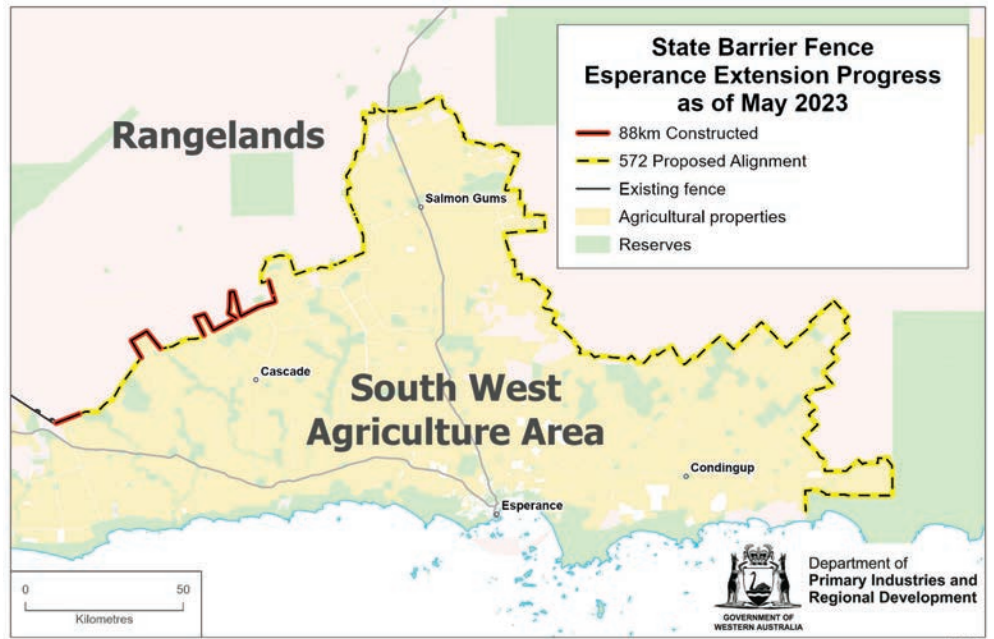 State Barrier Fence
Esperance Extension Progress
as of May 2023
88km Constructed
572 Proposed Alignment
Existing fence
Agricultural properties
Reserves
Rangelands
Salmon Gums
Cascade
South West
Agriculture Area
Condingup
Esperance
0 50
Kilometres
GOVERNMENT OF
WESTERN AUSTRALIA
Department of
Primary Industries and
Regional Development